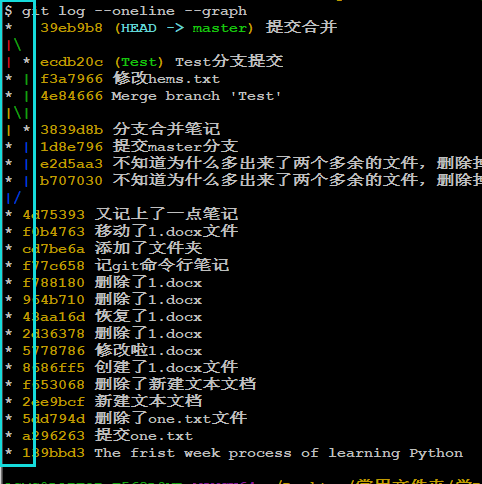 $ git log --oneline --graph
*   39eb9b8 (HEAD -> master) 提交合并
|\
| * ecdb20c (Test) Test分支提交
* | f3a7966 修改hems.txt
* | 4e84666 Merge branch 'Test'
|\|
| * 3839d8b 分支合并笔记
* | 1d8e796 提交master分支
* | e2d5aa3 不知道为什么多出来了两个多余的文件，删除
* | b707030 不知道为什么多出来了两个多余的文件，删除
|/
* 4d75393 又记上了一点笔记
* f0b4763 移动了1.docx文件
* cd7be6a 添加了文件夹
* f77c658 记git命令行笔记
* f788180 删除了1.docx
* 954b710 删除了1.docx
* 43aa16d 恢复了1.docx
* 2d36378 删除了1.docx
* 5778786 修改啦1.docx
* 8686ff5 创建了1.docx文件
* f553068 删除了新建文本文档
* 2ee9bcf 新建文本文档
* 5dd794d 删除了one.txt文件
* a296263 提交one.txt
* 139bbd3 The frist week process of learning Python